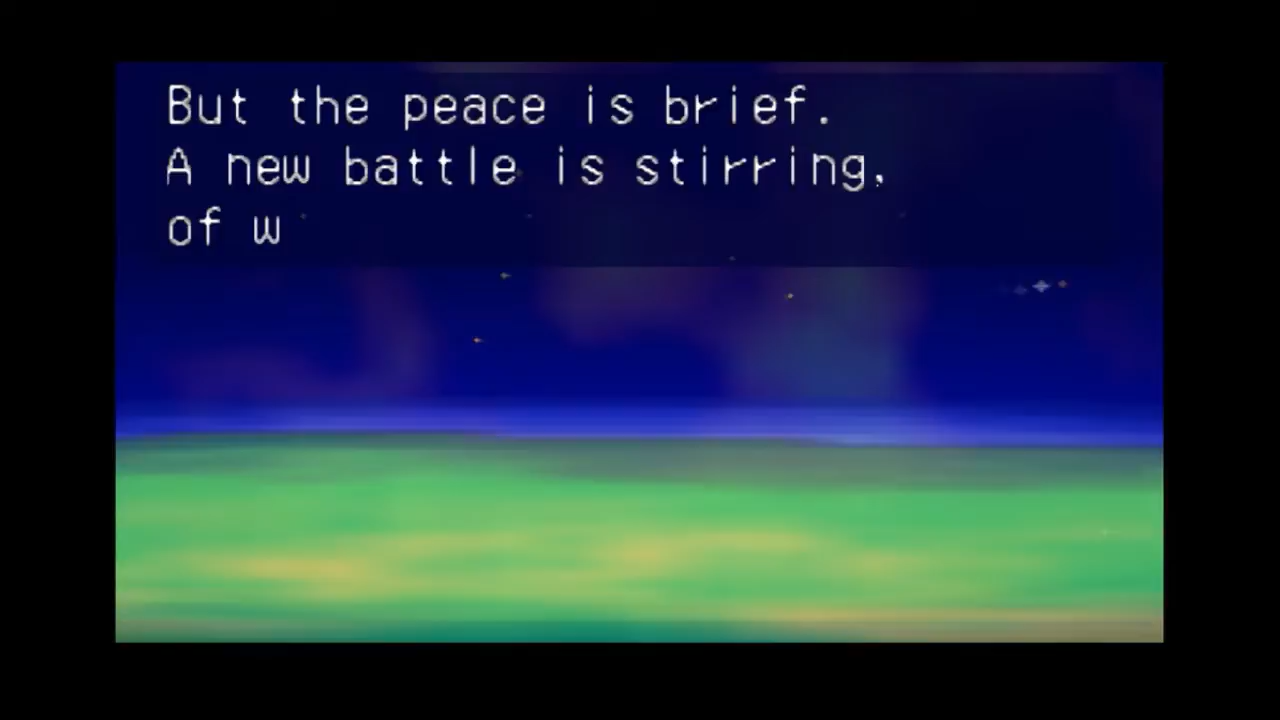 But the peace is brief.
A new battle is stirring,
of w